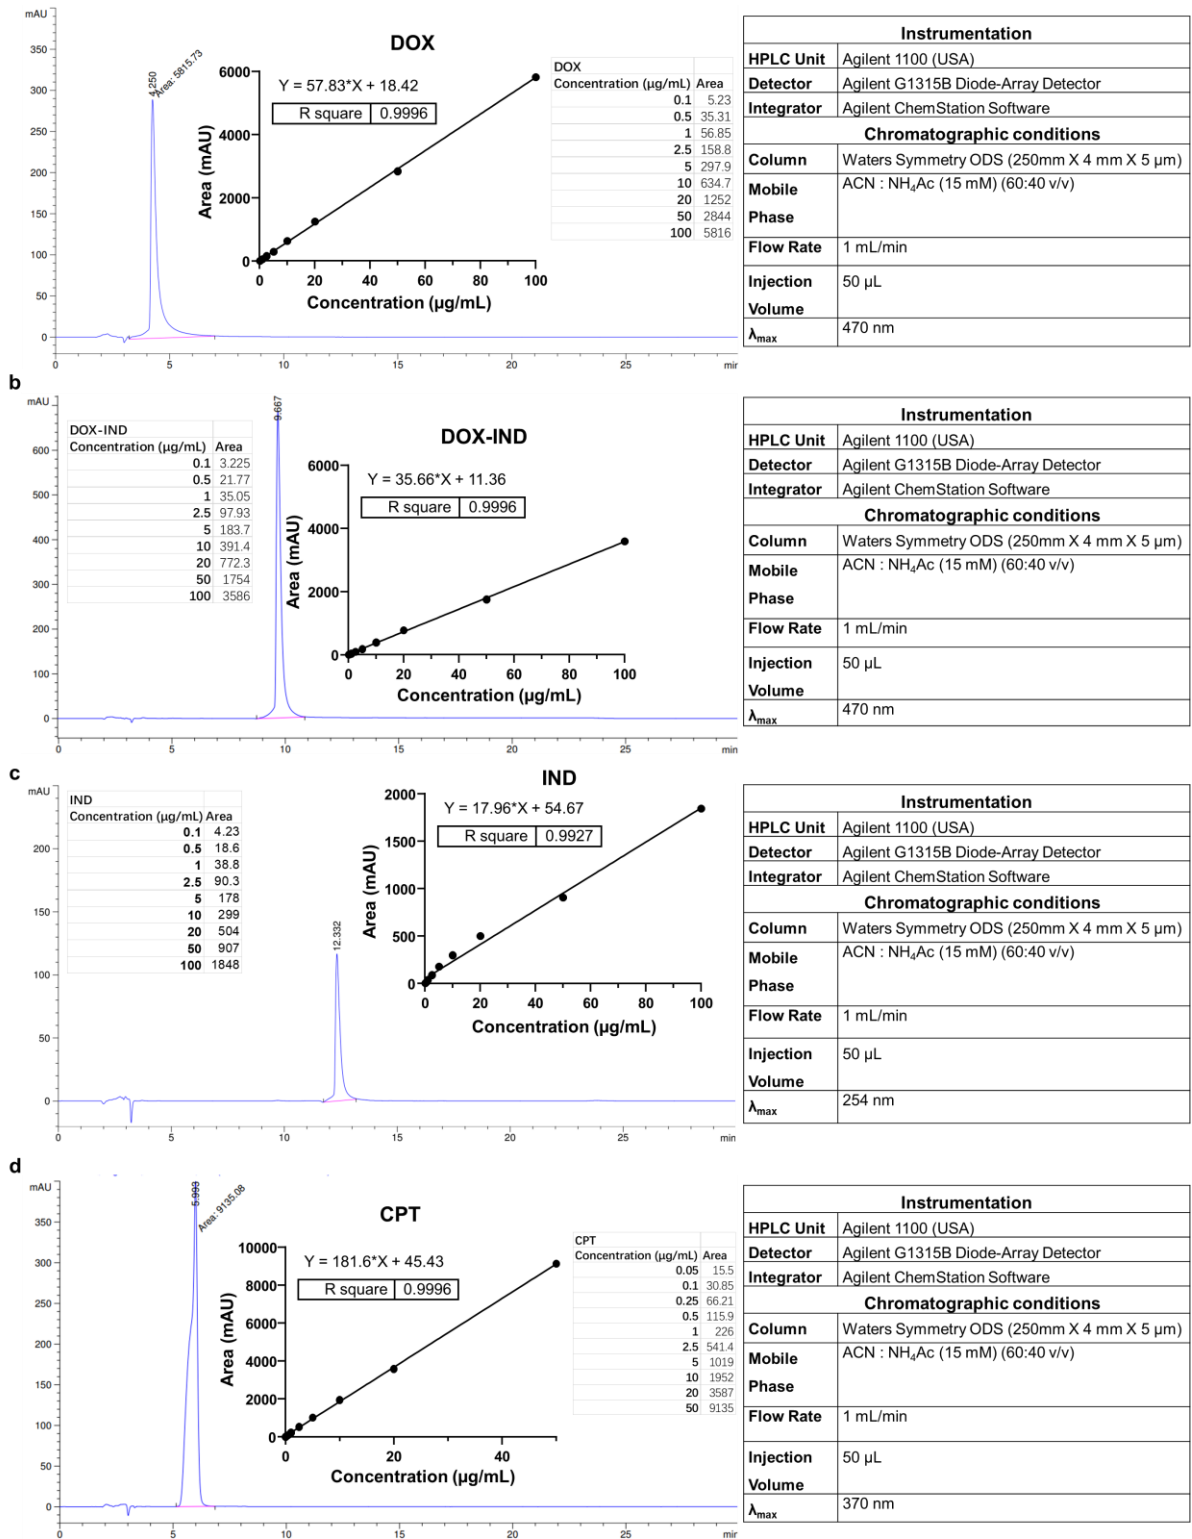 mAU
350
300
250
200
150
100
50
0
0 5 10 15 20 25 min
4.250
Area: 5815.73
DOX
Y = 57.83*X + 18.42
R square 0.9996
Area (mAU)
6000
4000
2000
0
0 20 40 60 80 100
Concentration (µg/mL)
DOX
Concentration (µg/mL) Area
0.1 5.23
0.5 35.31
1 56.85
2.5 158.8
5 297.9
10 634.7
20 1252
50 2844
100 5816
Instrumentation
HPLC Unit Agilent 1100 (USA)
Detector Agilent G1315B Diode-Array Detector
Integrator Agilent ChemStation Software
Chromatographic conditions
Column Waters Symmetry ODS (250mm X 4 mm X 5 µm)
Mobile Phase ACN : NH₄Ac (15 mM) (60:40 v/v)
Flow Rate 1 mL/min
Injection Volume 50 µL
λmax 470 nm
b
mAU
600
500
400
300
200
100
0
0 5 10 15 20 25 min
9.667
DOX-IND
Concentration (µg/mL) Area
0.1 3.225
0.5 21.77
1 35.05
2.5 97.93
5 183.7
10 391.4
20 772.3
50 1754
100 3586
DOX-IND
Y = 35.66*X + 11.36
R square 0.9996
Area (mAU)
6000
4000
2000
0
0 20 40 60 80 100
Concentration (µg/mL)
Instrumentation
HPLC Unit Agilent 1100 (USA)
Detector Agilent G1315B Diode-Array Detector
Integrator Agilent ChemStation Software
Chromatographic conditions
Column Waters Symmetry ODS (250mm X 4 mm X 5 µm)
Mobile Phase ACN : NH₄Ac (15 mM) (60:40 v/v)
Flow Rate 1 mL/min
Injection Volume 50 µL
λmax 470 nm
c
mAU
200
150
100
50
0
0 5 10 15 20 25 min
12.332
IND
Concentration (µg/mL) Area
0.1 4.23
0.5 18.6
1 38.8
2.5 90.3
5 178
10 299
20 504
50 907
100 1848
IND
Y = 17.96*X + 54.67
R square 0.9927
Area (mAU)
2000
1500
1000
500
0
0 20 40 60 80 100
Concentration (µg/mL)
Instrumentation
HPLC Unit Agilent 1100 (USA)
Detector Agilent G1315B Diode-Array Detector
Integrator Agilent ChemStation Software
Chromatographic conditions
Column Waters Symmetry ODS (250mm X 4 mm X 5 µm)
Mobile Phase ACN : NH₄Ac (15 mM) (60:40 v/v)
Flow Rate 1 mL/min
Injection Volume 50 µL
λmax 254 nm
d
mAU
350
300
250
200
150
100
50
0
0 5 10 15 20 25 min
5.993
Area: 9135.08
CPT
Y = 181.6*X + 45.43
R square 0.9996
Area (mAU)
10000
8000
6000
4000
2000
0
0 20 40
Concentration (µg/mL)
CPT
Concentration (µg/mL) Area
0.05 15.5
0.1 30.85
0.25 66.21
0.5 115.9
1 226
2.5 541.4
5 1019
10 1952
20 3587
50 9135
Instrumentation
HPLC Unit Agilent 1100 (USA)
Detector Agilent G1315B Diode-Array Detector
Integrator Agilent ChemStation Software
Chromatographic conditions
Column Waters Symmetry ODS (250mm X 4 mm X 5 µm)
Mobile Phase ACN : NH₄Ac (15 mM) (60:40 v/v)
Flow Rate 1 mL/min
Injection Volume 50 µL
λmax 370 nm